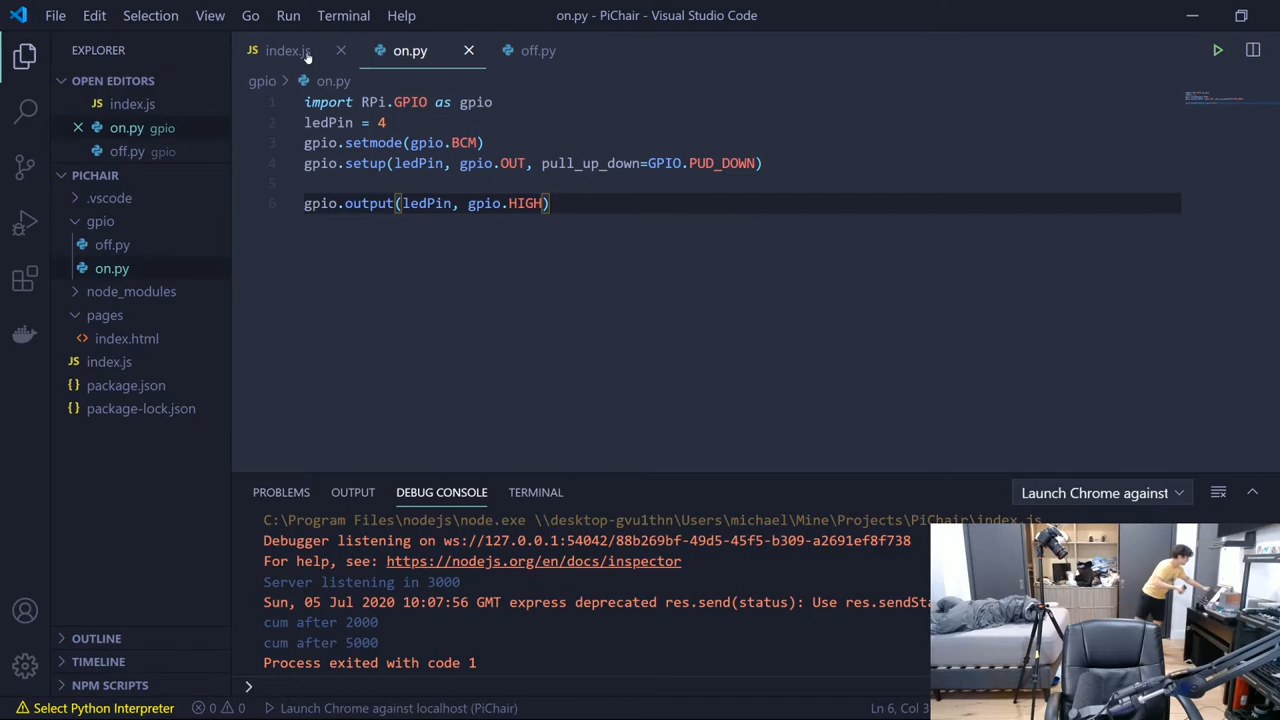 File Edit Selection View Go Run Terminal Help
on.py - PiChair - Visual Studio Code
EXPLORER
OPEN EDITORS
JS index.js
on.py gpio
off.py gpio
PICHAIR
.vscode
gpio
off.py
on.py
node_modules
pages
<> index.html
JS index.js
{} package.json
{} package-lock.json
OUTLINE
TIMELINE
NPM SCRIPTS
JS index.js
on.py
off.py
gpio > on.py
1 import RPi.GPIO as gpio
2 ledPin = 4
3 gpio.setmode(gpio.BCM)
4 gpio.setup(ledPin, gpio.OUT, pull_up_down=GPIO.PUD_DOWN)
5
6 gpio.output(ledPin, gpio.HIGH)
PROBLEMS OUTPUT DEBUG CONSOLE TERMINAL
Launch Chrome against
C:\Program Files\nodejs\node.exe \\desktop-gvu1thn\Users\michael\Mine\Projects\PiChair\index.js
Debugger listening on ws://127.0.0.1:54042/88b269bf-49d5-45f5-b309-a2691ef8f738
For help, see: https://nodejs.org/en/docs/inspector
Server listening in 3000
Sun, 05 Jul 2020 10:07:56 GMT express deprecated res.send(status): Use res.sendSta
cum after 2000
cum after 5000
Process exited with code 1
>
Select Python Interpreter
0 0
Launch Chrome against localhost (PiChair)
Ln 6, Col 3